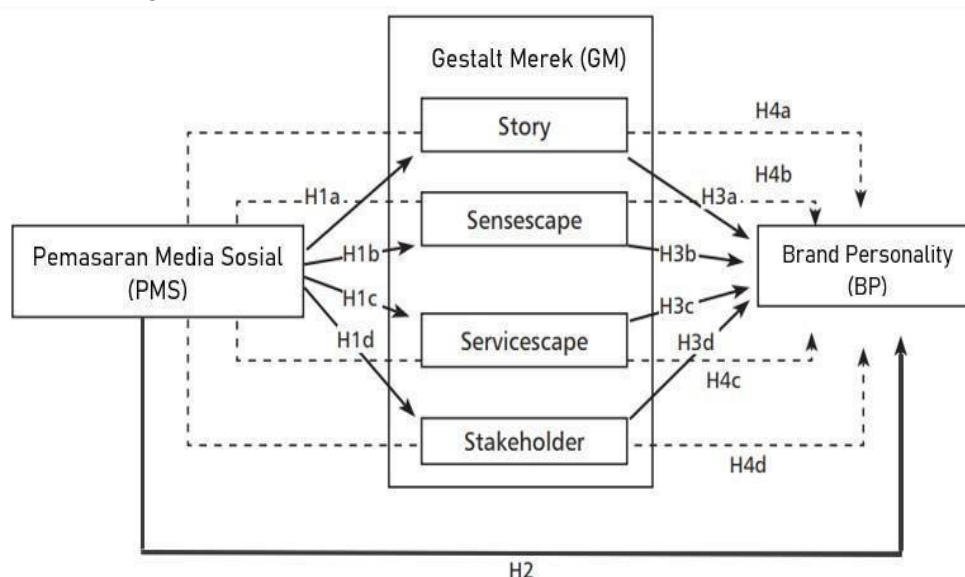 Gestalt Merek (GM)
Story
H4a
H4b
H1a
H3a
Sensescape
Pemasaran Media Sosial
(PMS)
H1b
H3b
Brand Personality
(BP)
H1c
H3c
H1d
Servicescape
H3d
H4c
Stakeholder
H4d
H2